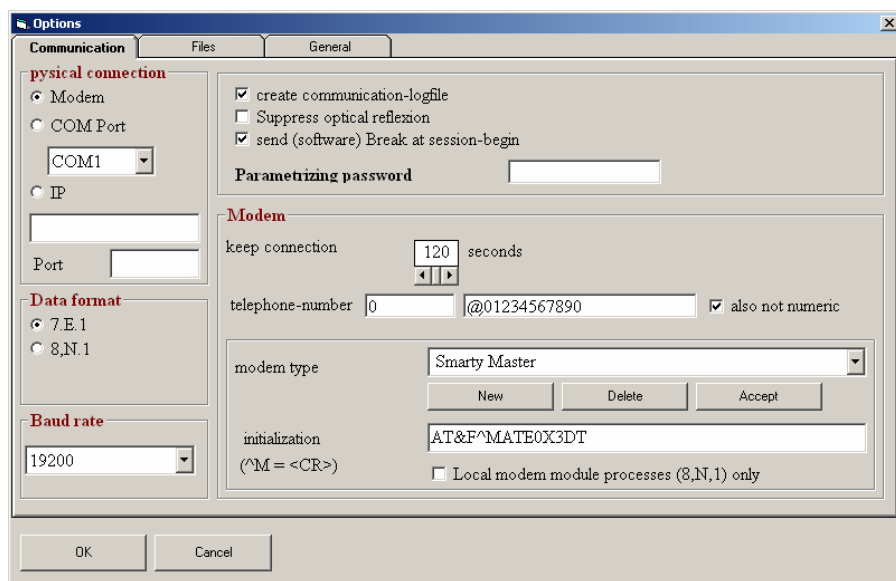 Options
Communication Files General
pysical connection
Modem
COM Port
COM1
IP
Port
Data format
7.E.1
8,N.1
Baud rate
19200
create communication-logfile
Suppress optical reflexion
send (software) Break at session-begin
Parametrizing password
Modem
keep connection 120 seconds
telephone-number 0 @01234567890 also not numeric
modem type Smarty Master
New Delete Accept
initialization AT&F^MATE0X3DT
(^M = <CR>) Local modem module processes (8,N,1) only
OK Cancel